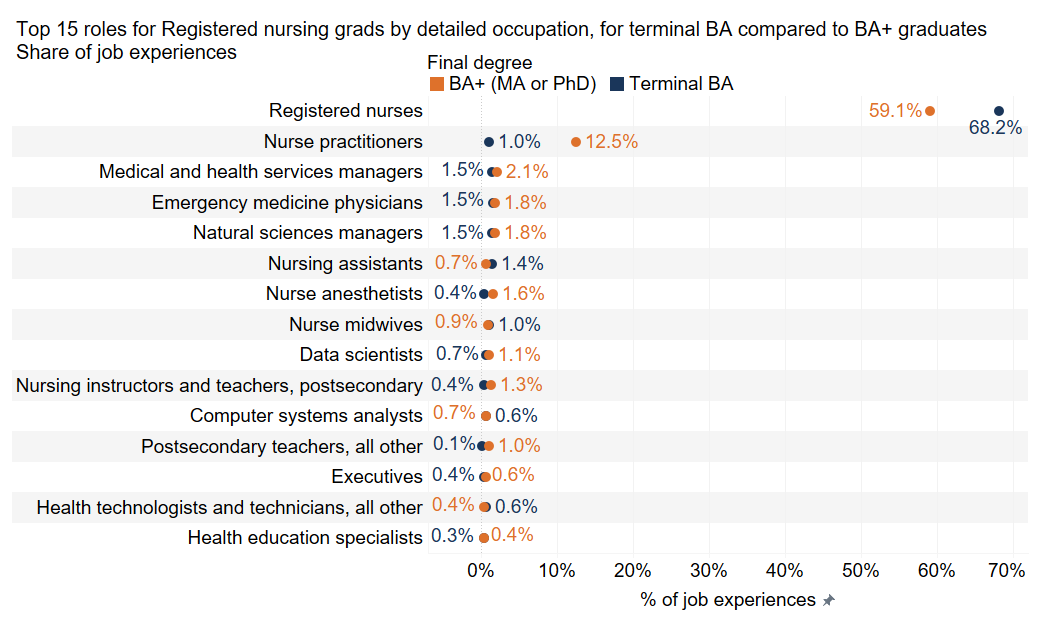 Top 15 roles for Registered nursing grads by detailed occupation, for terminal BA compared to BA+ graduates
Share of job experiences
Final degree
BA+ (MA or PhD) Terminal BA
Registered nurses 59.1% 68.2%
Nurse practitioners 1.0% 12.5%
Medical and health services managers 1.5% 2.1%
Emergency medicine physicians 1.5% 1.8%
Natural sciences managers 1.5% 1.8%
Nursing assistants 0.7% 1.4%
Nurse anesthetists 0.4% 1.6%
Nurse midwives 0.9% 1.0%
Data scientists 0.7% 1.1%
Nursing instructors and teachers, postsecondary 0.4% 1.3%
Computer systems analysts 0.7% 0.6%
Postsecondary teachers, all other 0.1% 1.0%
Executives 0.4% 0.6%
Health technologists and technicians, all other 0.4% 0.6%
Health education specialists 0.3% 0.4%
0% 10% 20% 30% 40% 50% 60% 70%
% of job experiences